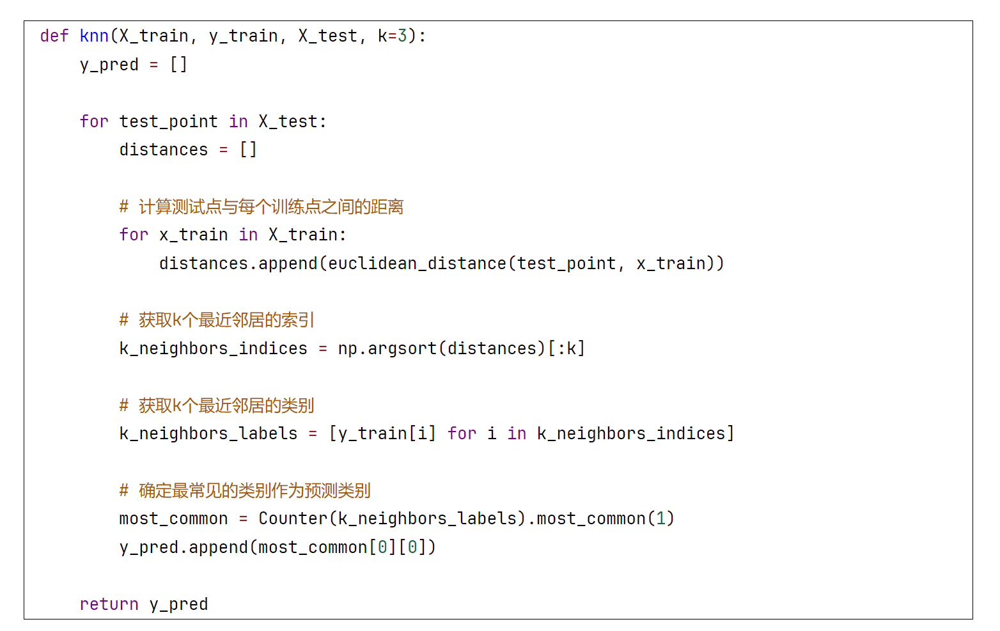 def knn(X_train, y_train, X_test, k=3):
    y_pred = []

    for test_point in X_test:
        distances = []

        # 计算测试点与每个训练点之间的距离
        for x_train in X_train:
            distances.append(euclidean_distance(test_point, x_train))

        # 获取k个最近邻居的索引
        k_neighbors_indices = np.argsort(distances)[:k]

        # 获取k个最近邻居的类别
        k_neighbors_labels = [y_train[i] for i in k_neighbors_indices]

        # 确定最常见的类别作为预测类别
        most_common = Counter(k_neighbors_labels).most_common(1)
        y_pred.append(most_common[0][0])

    return y_pred